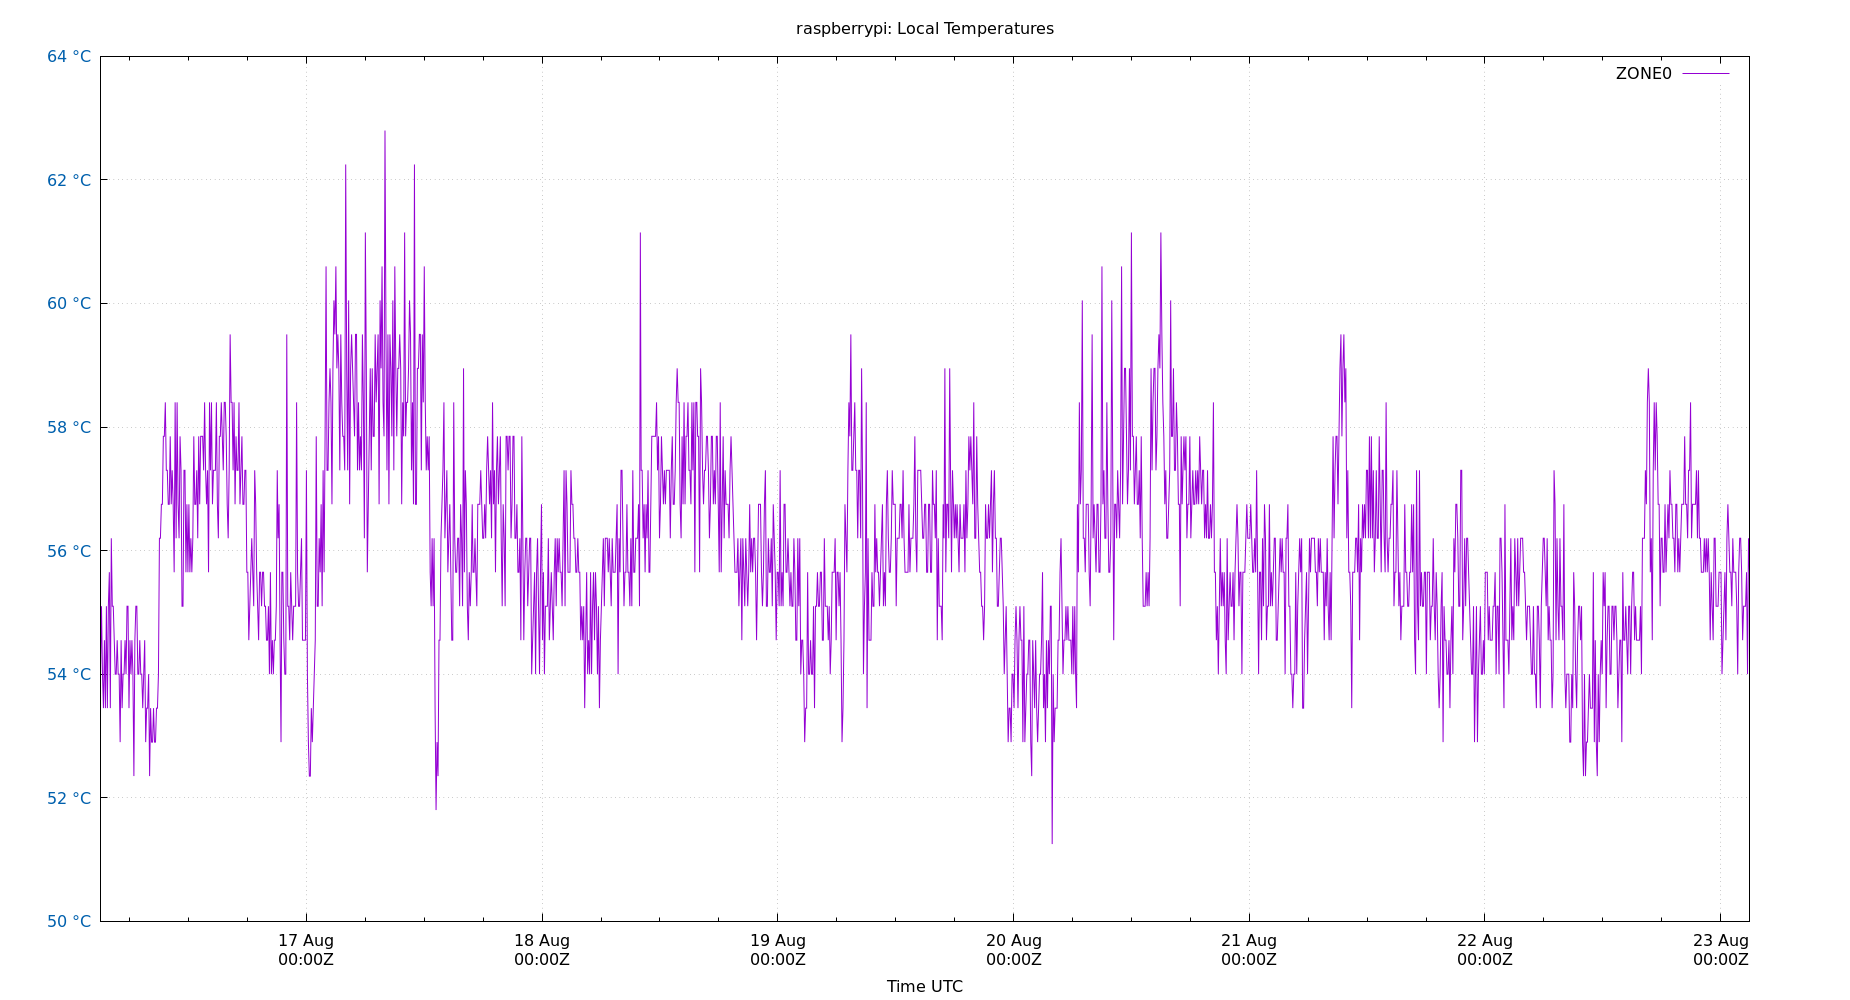 raspberrypi: Local Temperatures
64 °C
ZONE0
62 °C
60 °C
58 °C
56 °C
54 °C
52 °C
50 °C
17 Aug 18 Aug 19 Aug 20 Aug 21 Aug 22 Aug 23 Aug
00:00Z 00:00Z 00:00Z 00:00Z 00:00Z 00:00Z 00:00Z
Time UTC